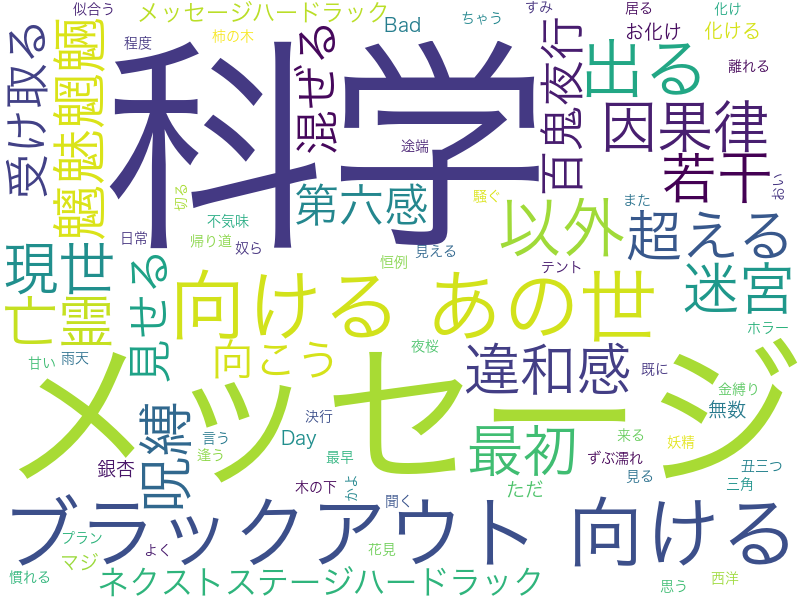 似合う
メッセージハードラック
Bad
ちゃう
すみ
居る
化け
程度
柿の木
お化け
化ける
離れる
受け取る
魑魅魍魎
科学
混ぜる
百鬼夜行
出る
因果律
途端
若干
切る
第六感
騒ぐ
また
不気味
日常
帰り道
奴ら
見える
以外
超える
現世
見せる
恒例
テント
迷宮
亡霊
向ける
あの世
ホラー
甘い
雨天
向こう
夜桜
違和感
既に
メッセージ
金縛り
無数
呪縛
決行
言う
逢う
Day
最初
来る
妖精
銀杏
最早
ずぶ濡れ
見る
丑三つ
木の下
かよ
ただ
三角
ブラックアウト
聞く
向ける
プラン
マジ
よく
花見
慣れる
ネクストステージハードラック
思う
西洋